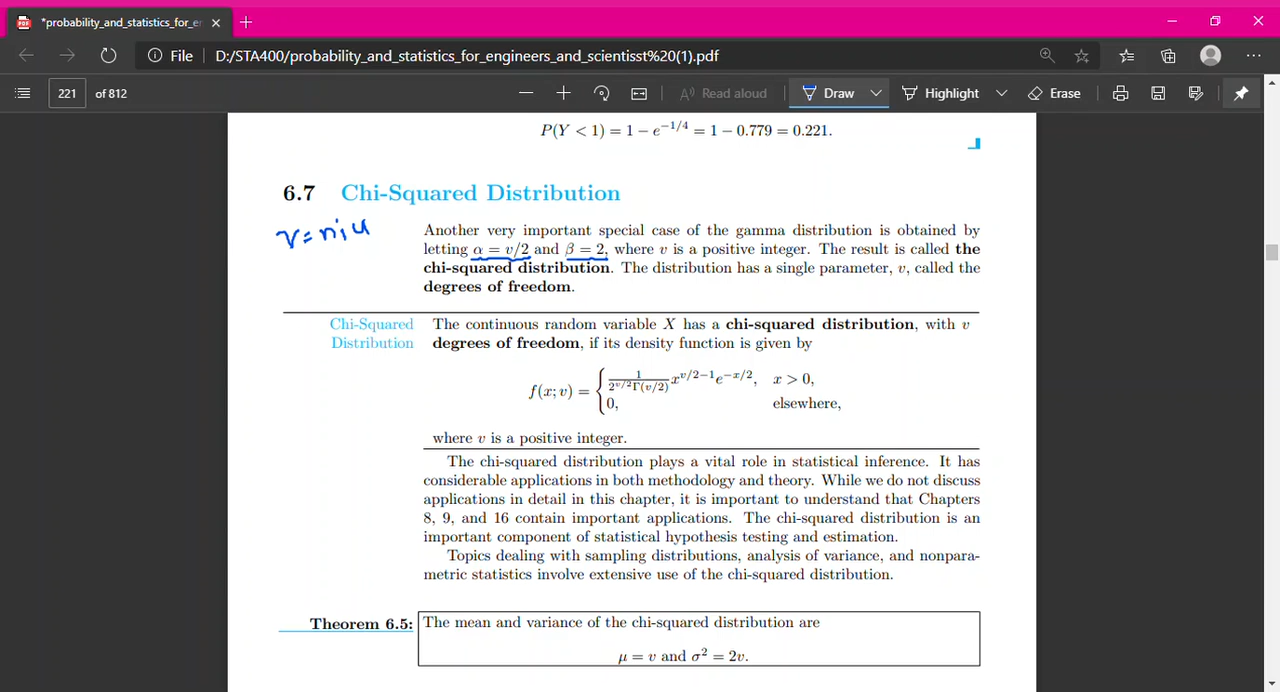 *probability_and_statistics_for_er
File D:/STA400/probability_and_statistics_for_engineers_and_scientisst%20(1).pdf
221 of 812 Read aloud Draw Highlight Erase
P(Y < 1) = 1 − e^{−1/4} = 1 − 0.779 = 0.221.
6.7 Chi-Squared Distribution
Another very important special case of the gamma distribution is obtained by
letting α = v/2 and β = 2, where v is a positive integer. The result is called the
chi-squared distribution. The distribution has a single parameter, v, called the
degrees of freedom.
Chi-Squared Distribution
The continuous random variable X has a chi-squared distribution, with v
degrees of freedom, if its density function is given by
f(x; v) = { 1/(2^{v/2}Γ(v/2)) x^{v/2−1}e^{−x/2}, x > 0,
0, elsewhere,
where v is a positive integer.
The chi-squared distribution plays a vital role in statistical inference. It has
considerable applications in both methodology and theory. While we do not discuss
applications in detail in this chapter, it is important to understand that Chapters
8, 9, and 16 contain important applications. The chi-squared distribution is an
important component of statistical hypothesis testing and estimation.
Topics dealing with sampling distributions, analysis of variance, and nonpara-
metric statistics involve extensive use of the chi-squared distribution.
Theorem 6.5: The mean and variance of the chi-squared distribution are
μ = v and σ² = 2v.